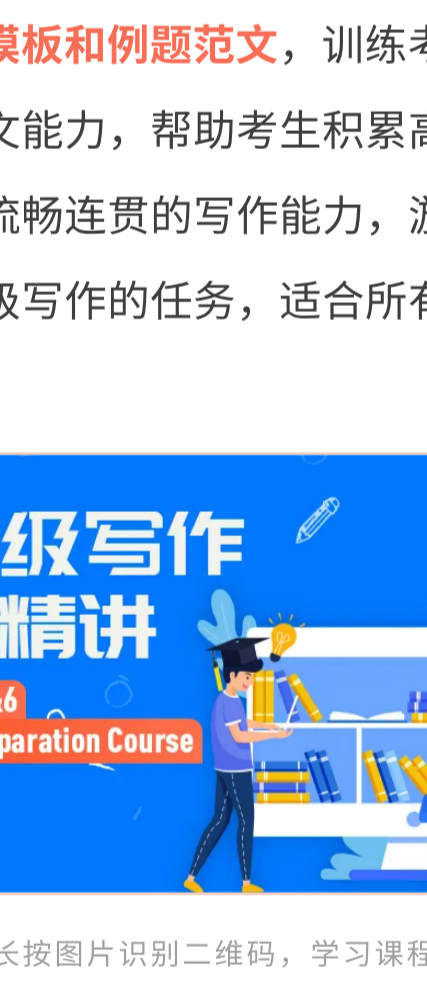 模板和例题范文，训练考
文能力，帮助考生积累高
流畅连贯的写作能力，游
级写作的任务，适合所有
级写作
精讲
&6
paration Course
长按图片识别二维码，学习课程